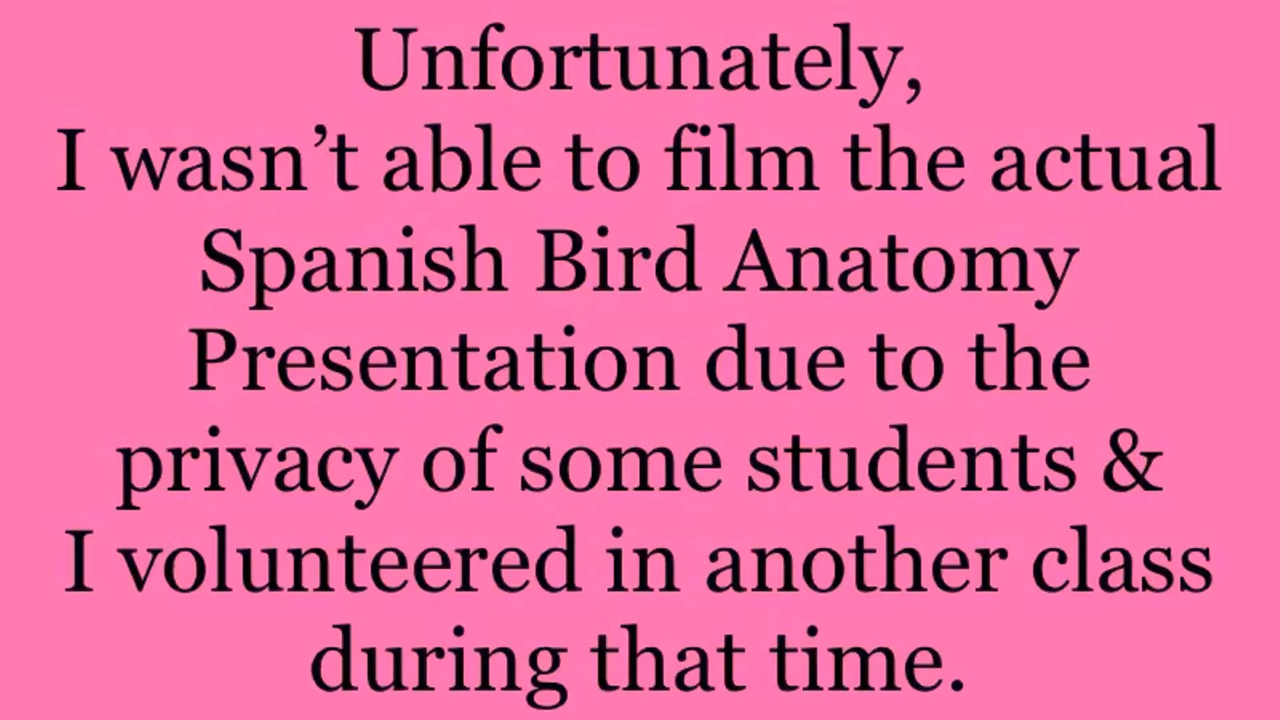 Unfortunately,
I wasn’t able to film the actual
Spanish Bird Anatomy
Presentation due to the
privacy of some students &
I volunteered in another class
during that time.